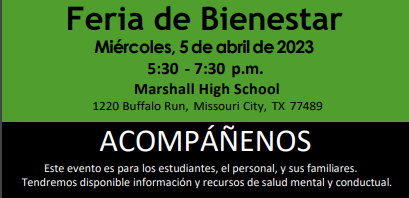 Feria de Bienestar
Miércoles, 5 de abril de 2023
5:30 - 7:30 p.m.
Marshall High School
1220 Buffalo Run, Missouri City, TX 77489
ACOMPÁÑENOS
Este evento es para los estudiantes, el personal, y sus familiares.
Tendremos disponible información y recursos de salud mental y conductual.